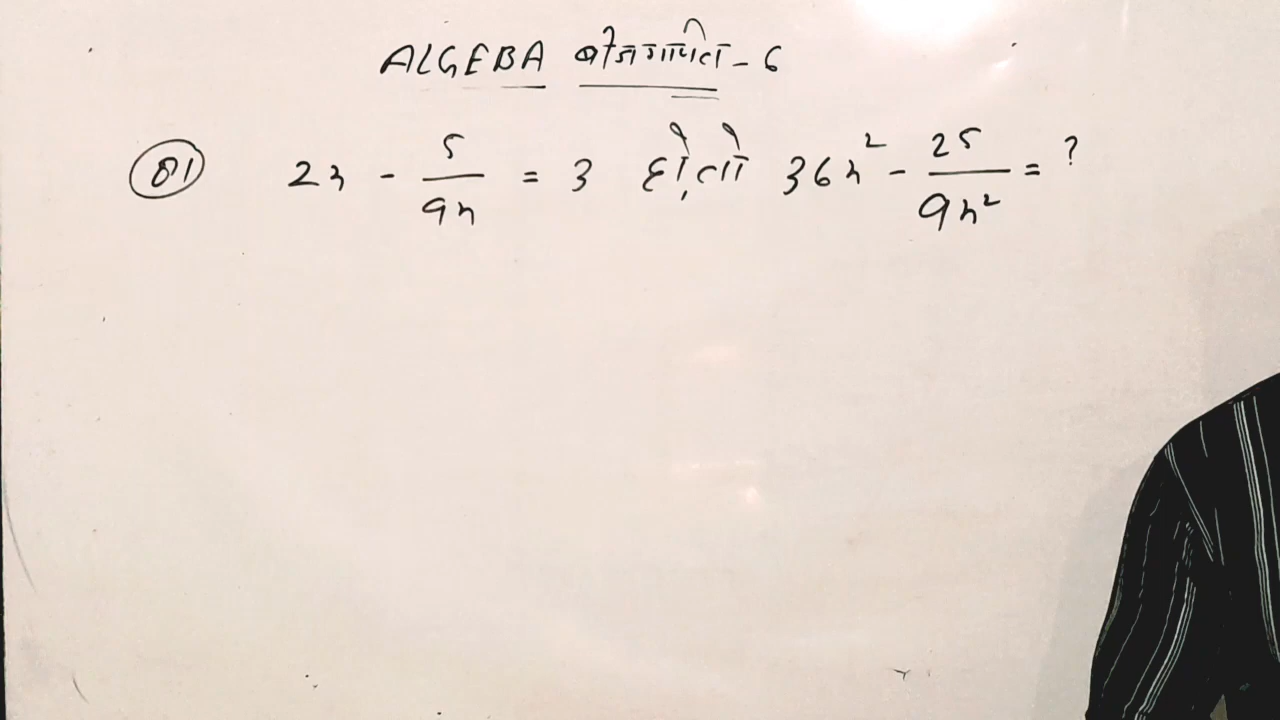 ALGEBA बीजगणित - 6
01 2x - 5/9x = 3 हो, तो 36x² - 25/9x² = ?